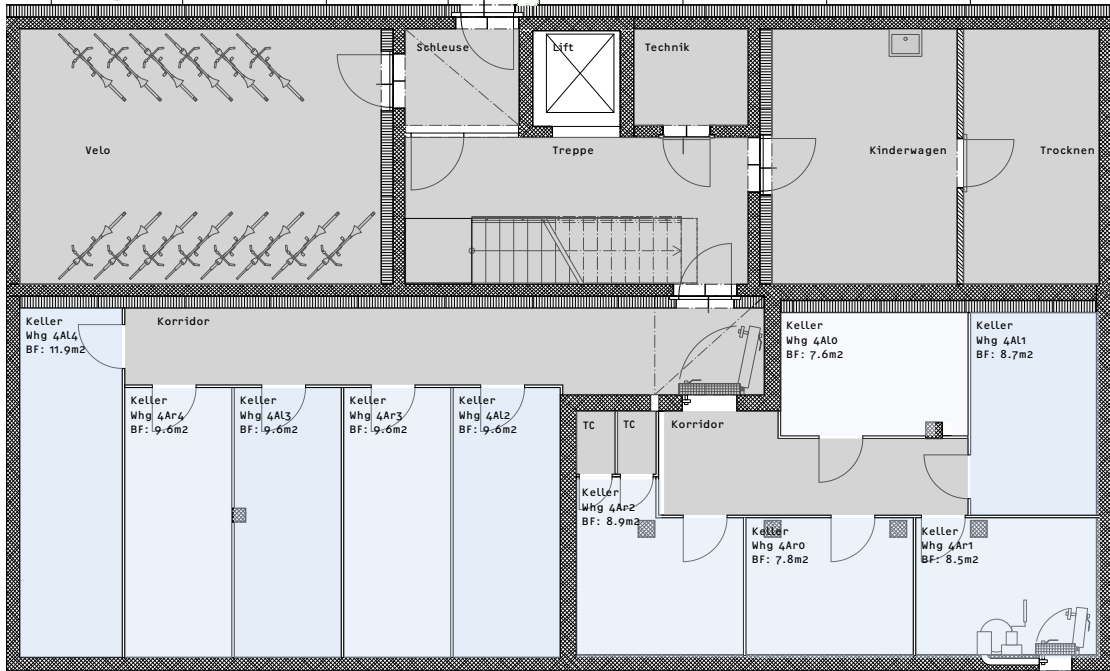 Schleuse
Lift
Technik
Velo
Treppe
Kinderwagen
Trocknen
Keller
Whg 4Al4
BF: 11.9m2
Korridor
Keller
Whg 4Al0
BF: 7.6m2
Keller
Whg 4Al1
BF: 8.7m2
Keller
Whg 4Ar4
BF: 9.6m2
Keller
Whg 4Al3
BF: 9.6m2
Keller
Whg 4Ar3
BF: 9.6m2
Keller
Whg 4Al2
BF: 9.6m2
TC
TC
Korridor
Keller
Whg 4Ar2
BF: 8.9m2
Keller
Whg 4Ar0
BF: 7.8m2
Keller
Whg 4Ar1
BF: 8.5m2